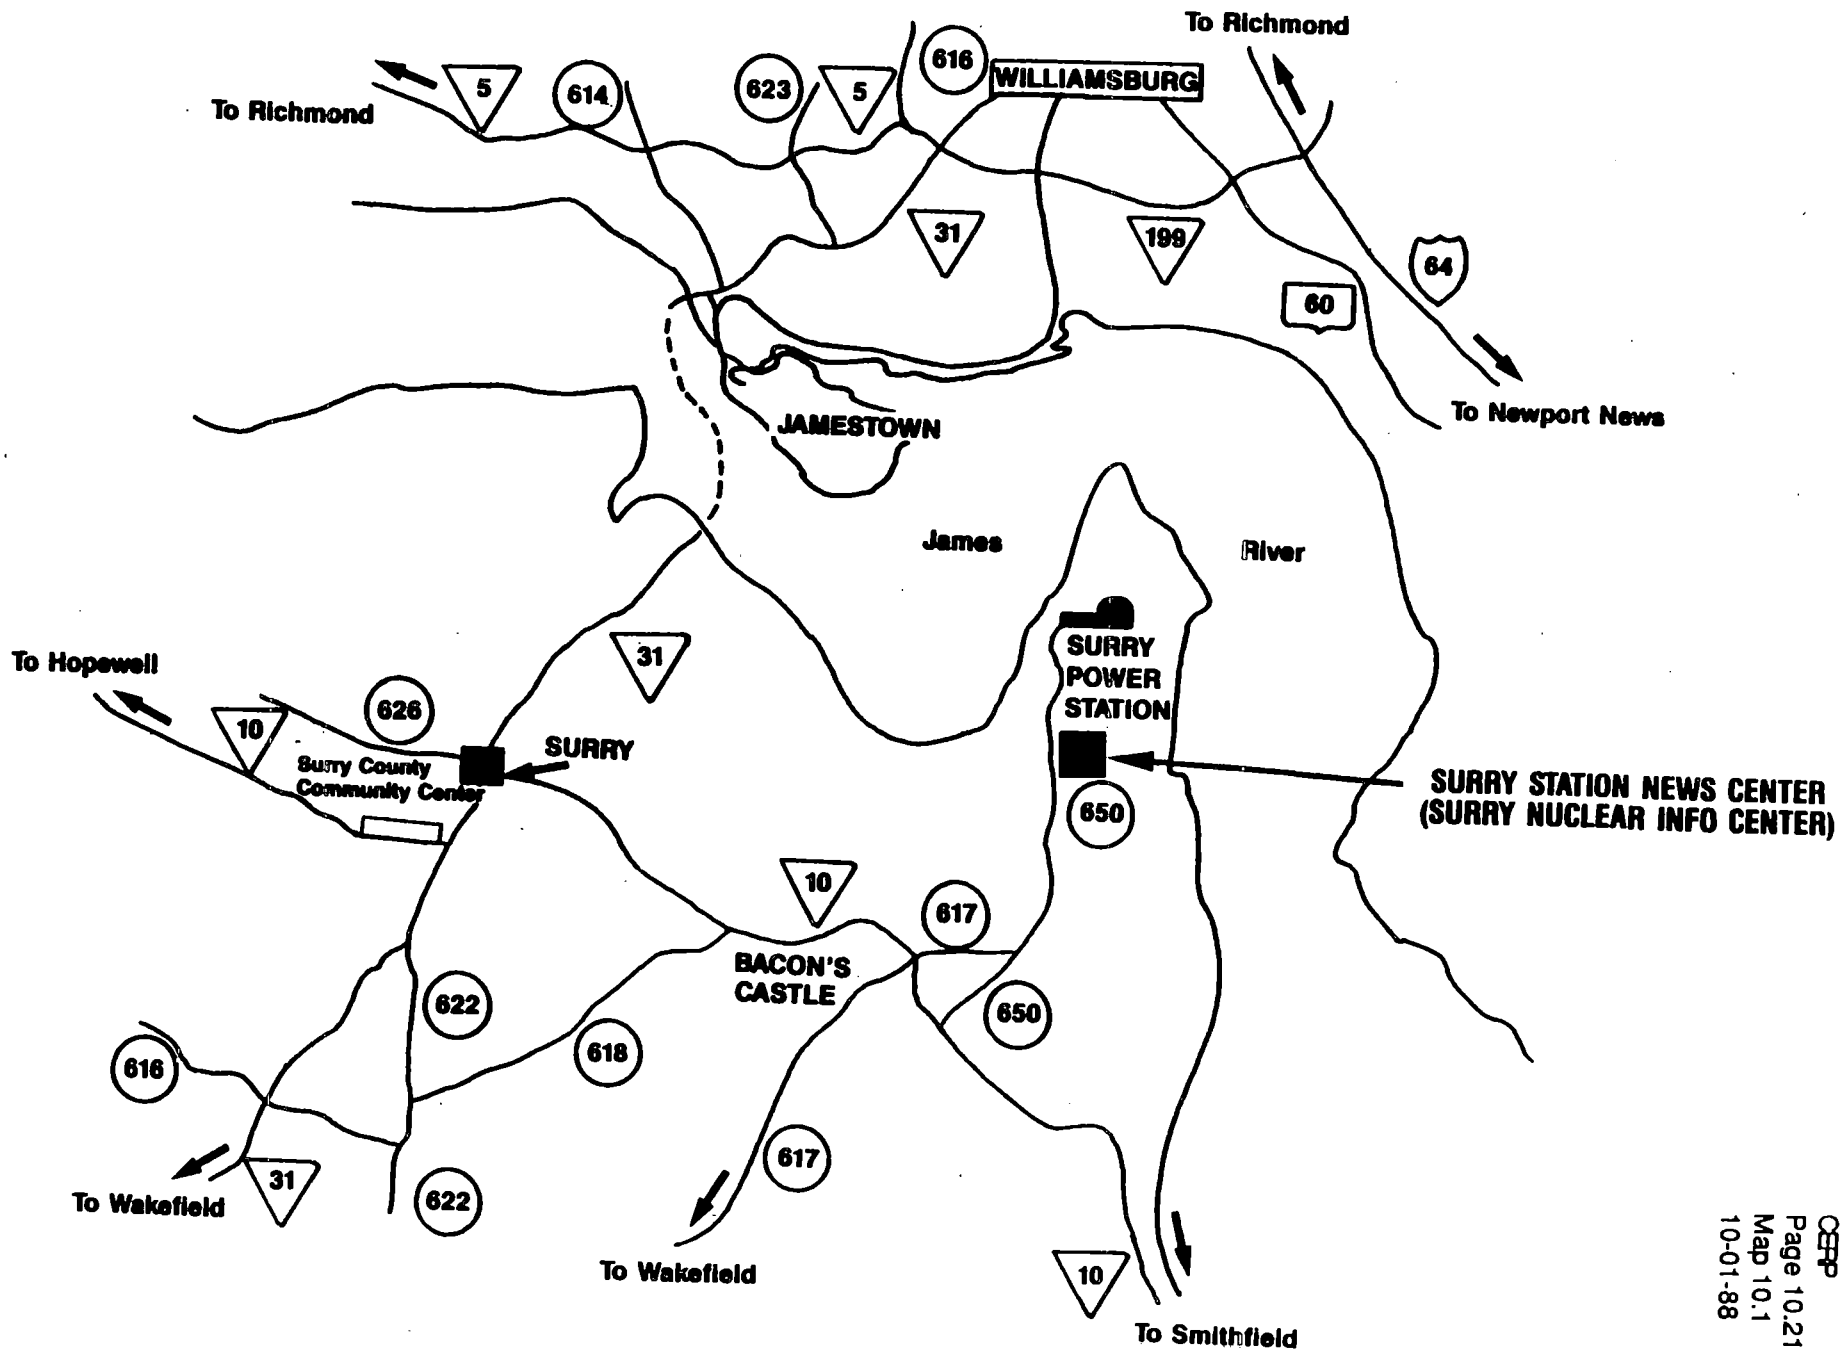 To Richmond
616
WILLIAMSBURG
5
614
623
5
To Richmond
31
199
64
60
To Newport News
JAMESTOWN
James
River
SURRY
POWER
STATION
31
To Hopewell
626
10
SURRY
Surry County
Community Center
SURRY STATION NEWS CENTER
(SURRY NUCLEAR INFO CENTER)
650
10
617
BACON'S
CASTLE
622
650
618
616
617
31
622
To Wakefield
To Wakefield
10
To Smithfield
CERP
Page 10.21
Map 10.1
10-01-88